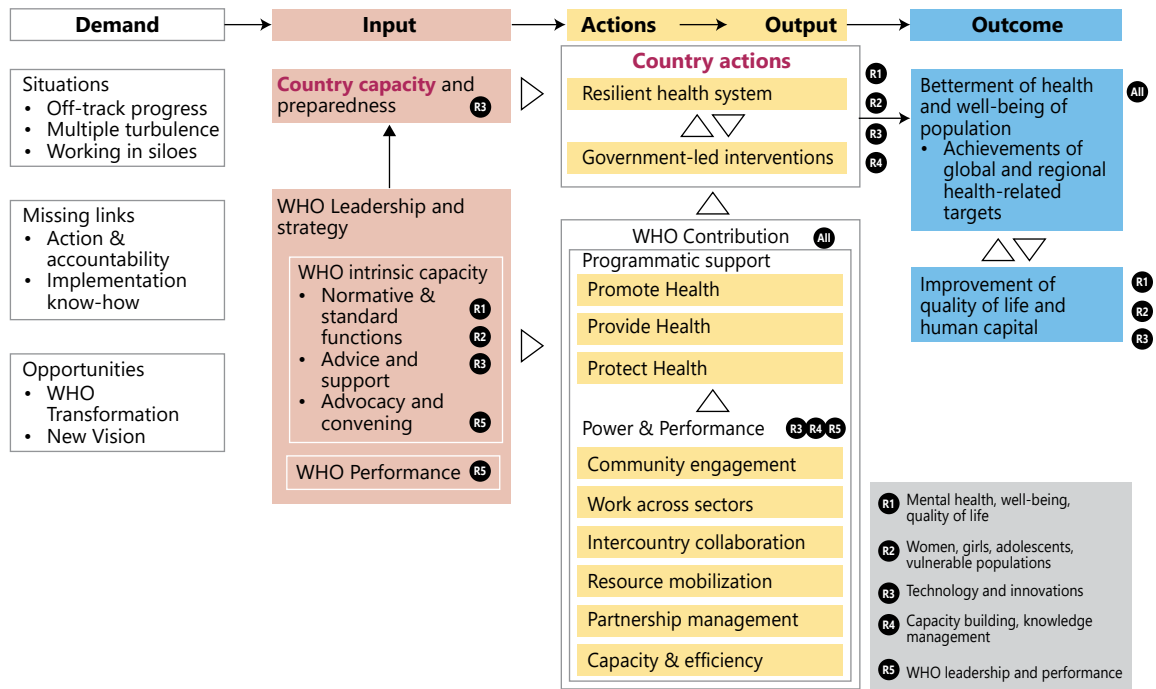 Demand
Input
Actions
Output
Outcome
Situations
• Off-track progress
• Multiple turbulence
• Working in siloes
Missing links
• Action &
accountability
• Implementation
know-how
Opportunities
• WHO
Transformation
• New Vision
Country capacity and
preparedness
R3
WHO Leadership and
strategy
WHO intrinsic capacity
• Normative &
standard
functions
R1
R2
• Advice and
support
R3
• Advocacy and
convening
R5
WHO Performance
R5
Country actions
Resilient health system
Government-led interventions
R1
R2
R3
R4
WHO Contribution
All
Programmatic support
Promote Health
Provide Health
Protect Health
Power & Performance
R3
R4
R5
Community engagement
Work across sectors
Intercountry collaboration
Resource mobilization
Partnership management
Capacity & efficiency
Betterment of health
and well-being of
population
• Achievements of
global and regional
health-related
targets
All
Improvement of
quality of life and
human capital
R1
R2
R3
R1 Mental health, well-being,
quality of life
R2 Women, girls, adolescents,
vulnerable populations
R3 Technology and innovations
R4 Capacity building, knowledge
management
R5 WHO leadership and performance